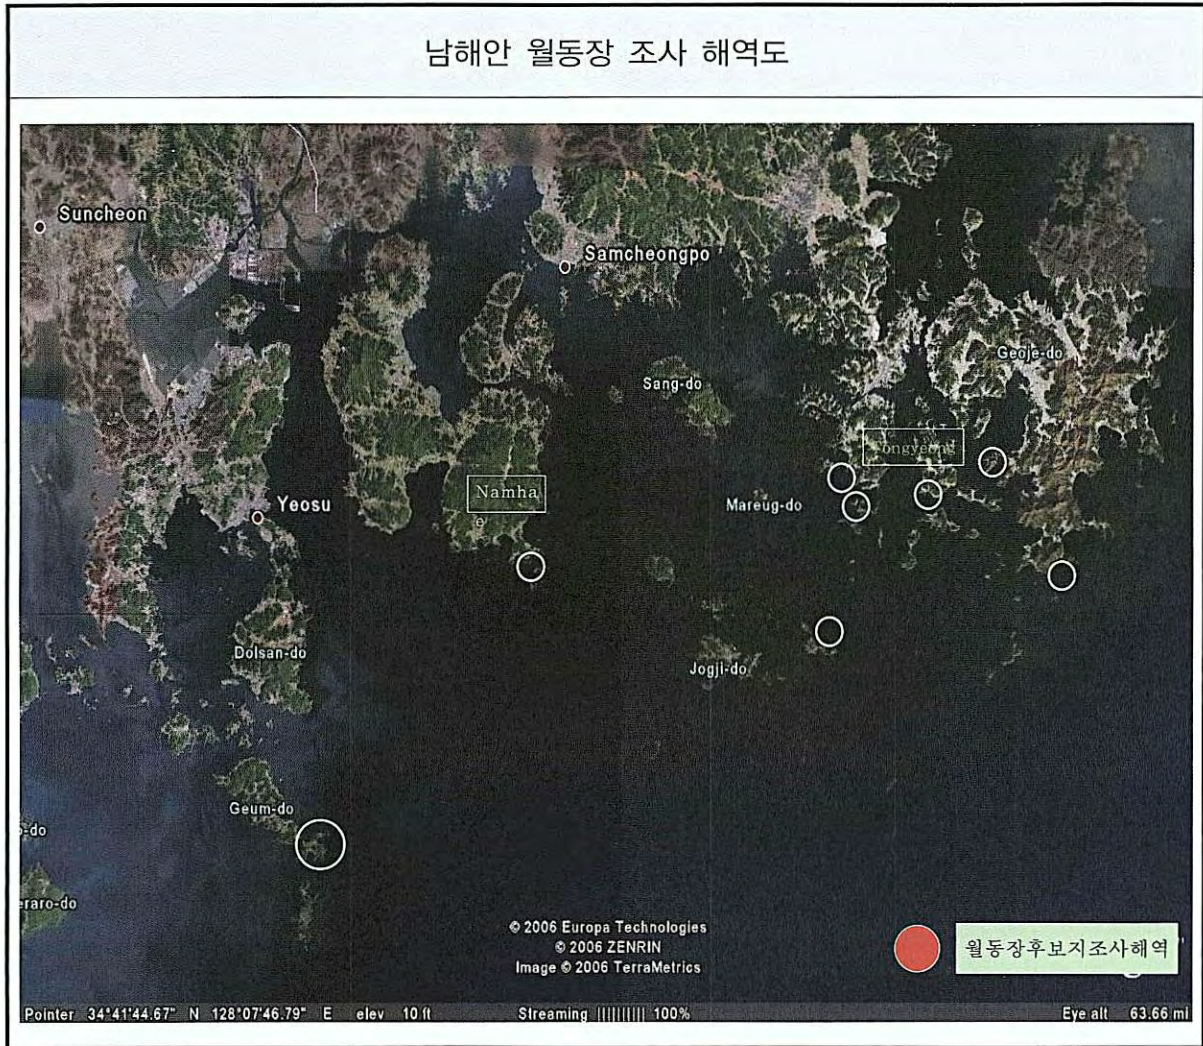 남해안 월동장 조사 해역도
Suncheon
Samcheongpo
Geoje-do
Sang-do
Yeosu
Namha
e
Mareug-do
Dolsan-do
Jogji-do
Geum-do
-do
eraro-do
© 2006 Europa Technologies
© 2006 ZENRIN
Image © 2006 TerraMetrics
월동장후보지조사해역
Pointer 34°41'44.67" N 128°07'46.79" E elev 10 ft Streaming |||||||||| 100% Eye alt 63.66 mi